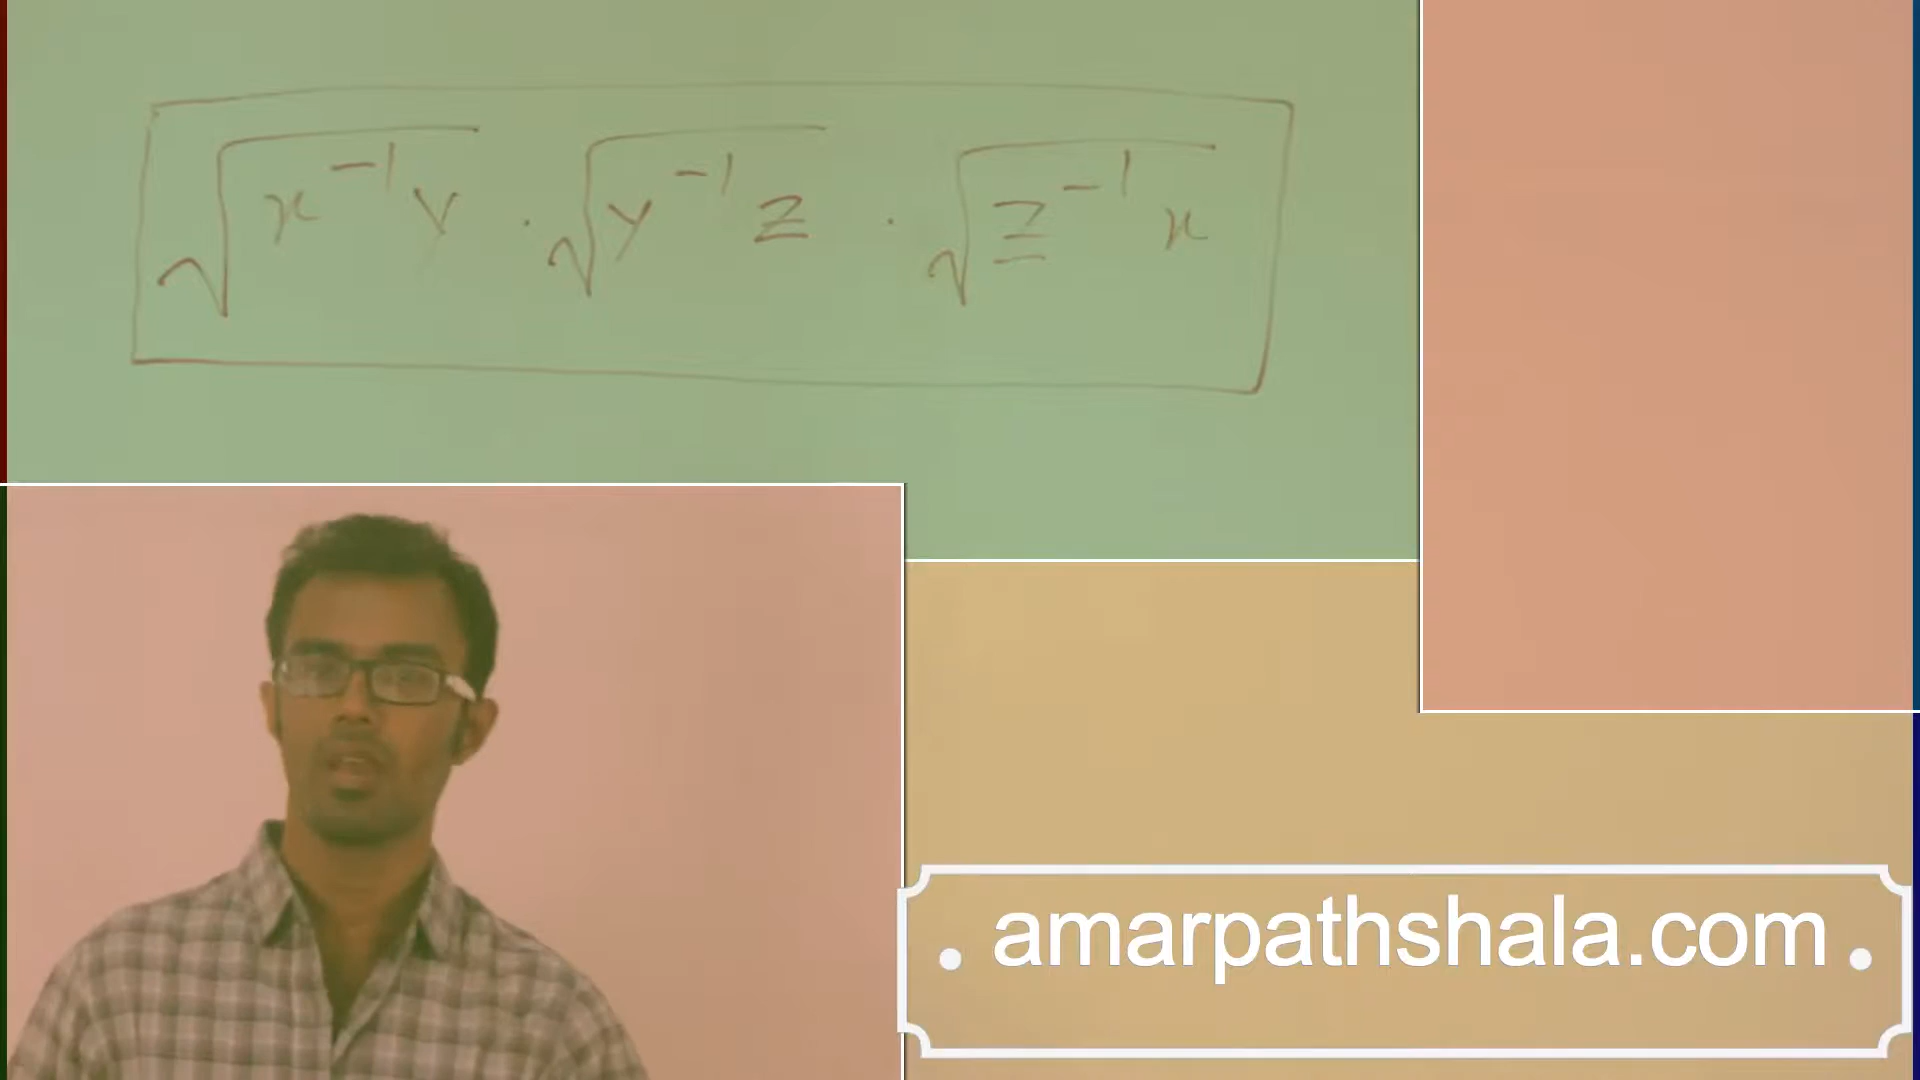 √x⁻¹y · √y⁻¹z · √z⁻¹x
. amarpathshala.com .